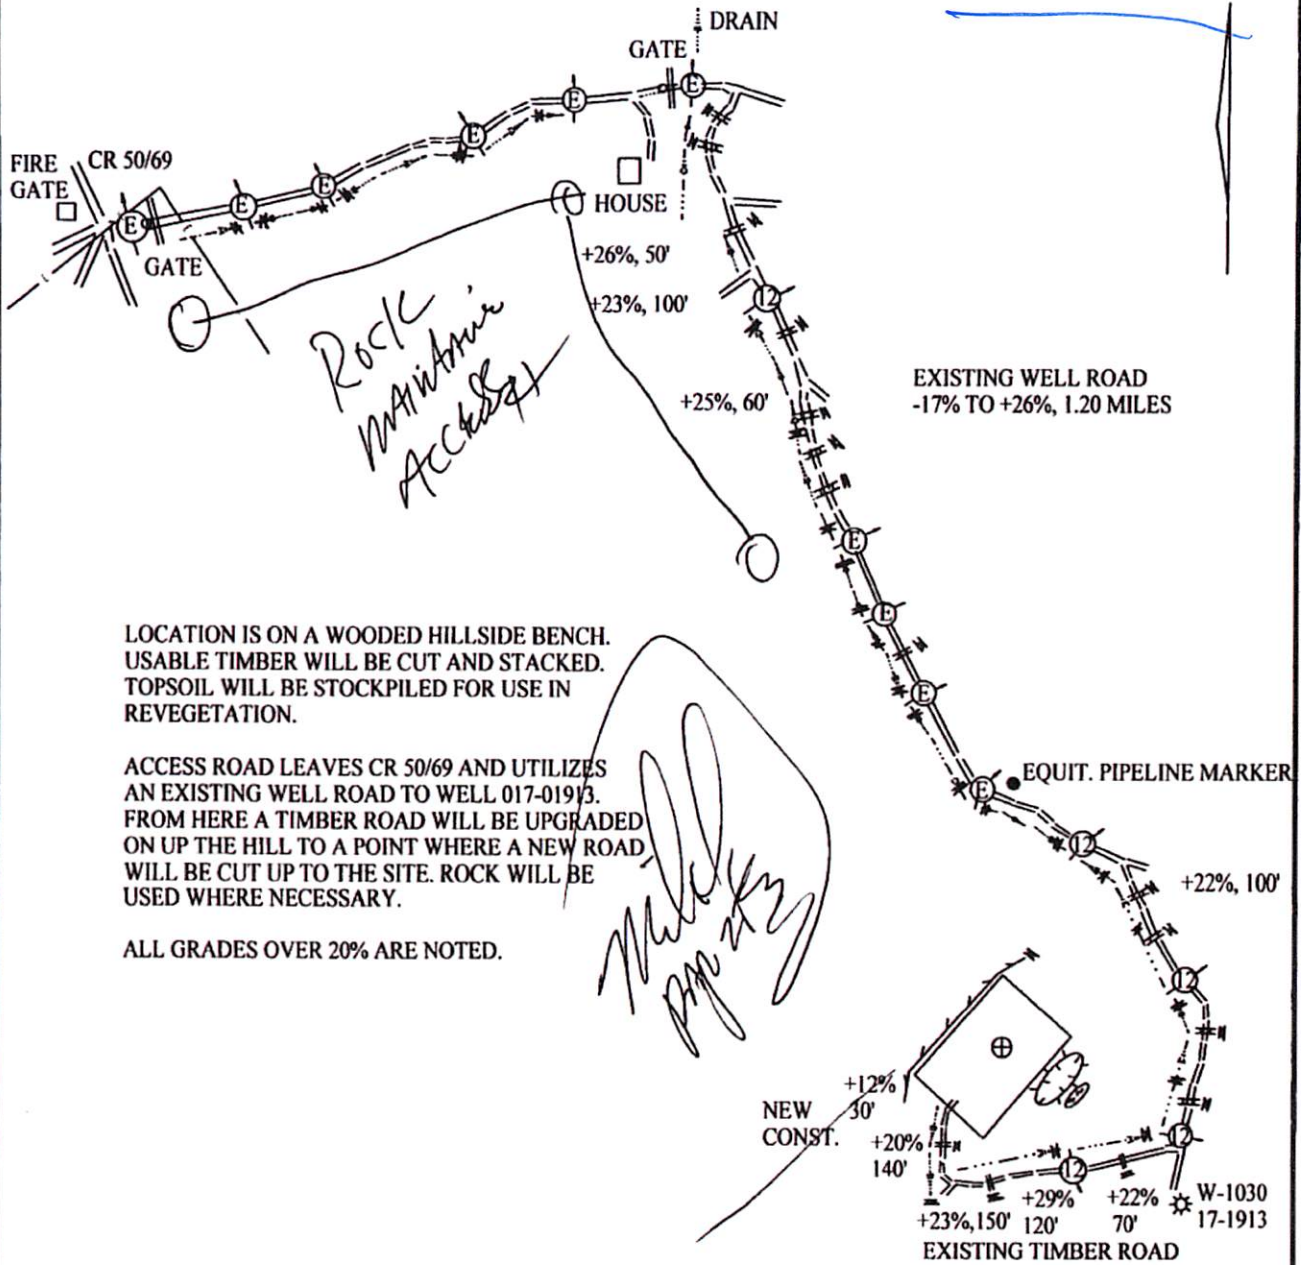 DRAIN
GATE
FIRE
GATE
CR 50/69
E
E
E
E
E
E
GATE
HOUSE
+26%, 50'
+23%, 100'
12
Rock
MAINTAIN
+25%, 60'
EXISTING WELL ROAD
-17% TO +26%, 1.20 MILES
E
E
E
LOCATION IS ON A WOODED HILLSIDE BENCH.
USABLE TIMBER WILL BE CUT AND STACKED.
TOPSOIL WILL BE STOCKPILED FOR USE IN
REVEGETATION.
ACCESS ROAD LEAVES CR 50/69 AND UTILIZES
AN EXISTING WELL ROAD TO WELL 017-01913.
FROM HERE A TIMBER ROAD WILL BE UPGRADED
ON UP THE HILL TO A POINT WHERE A NEW ROAD
WILL BE CUT UP TO THE SITE. ROCK WILL BE
USED WHERE NECESSARY.
ALL GRADES OVER 20% ARE NOTED.
E
EQUIT. PIPELINE MARKER
12
+22%, 100'
12
+12%
30'
NEW
CONST.
+20%
140'
12
12
+23%,150'
+29%
120'
+22%
70'
W-1030
17-1913
EXISTING TIMBER ROAD